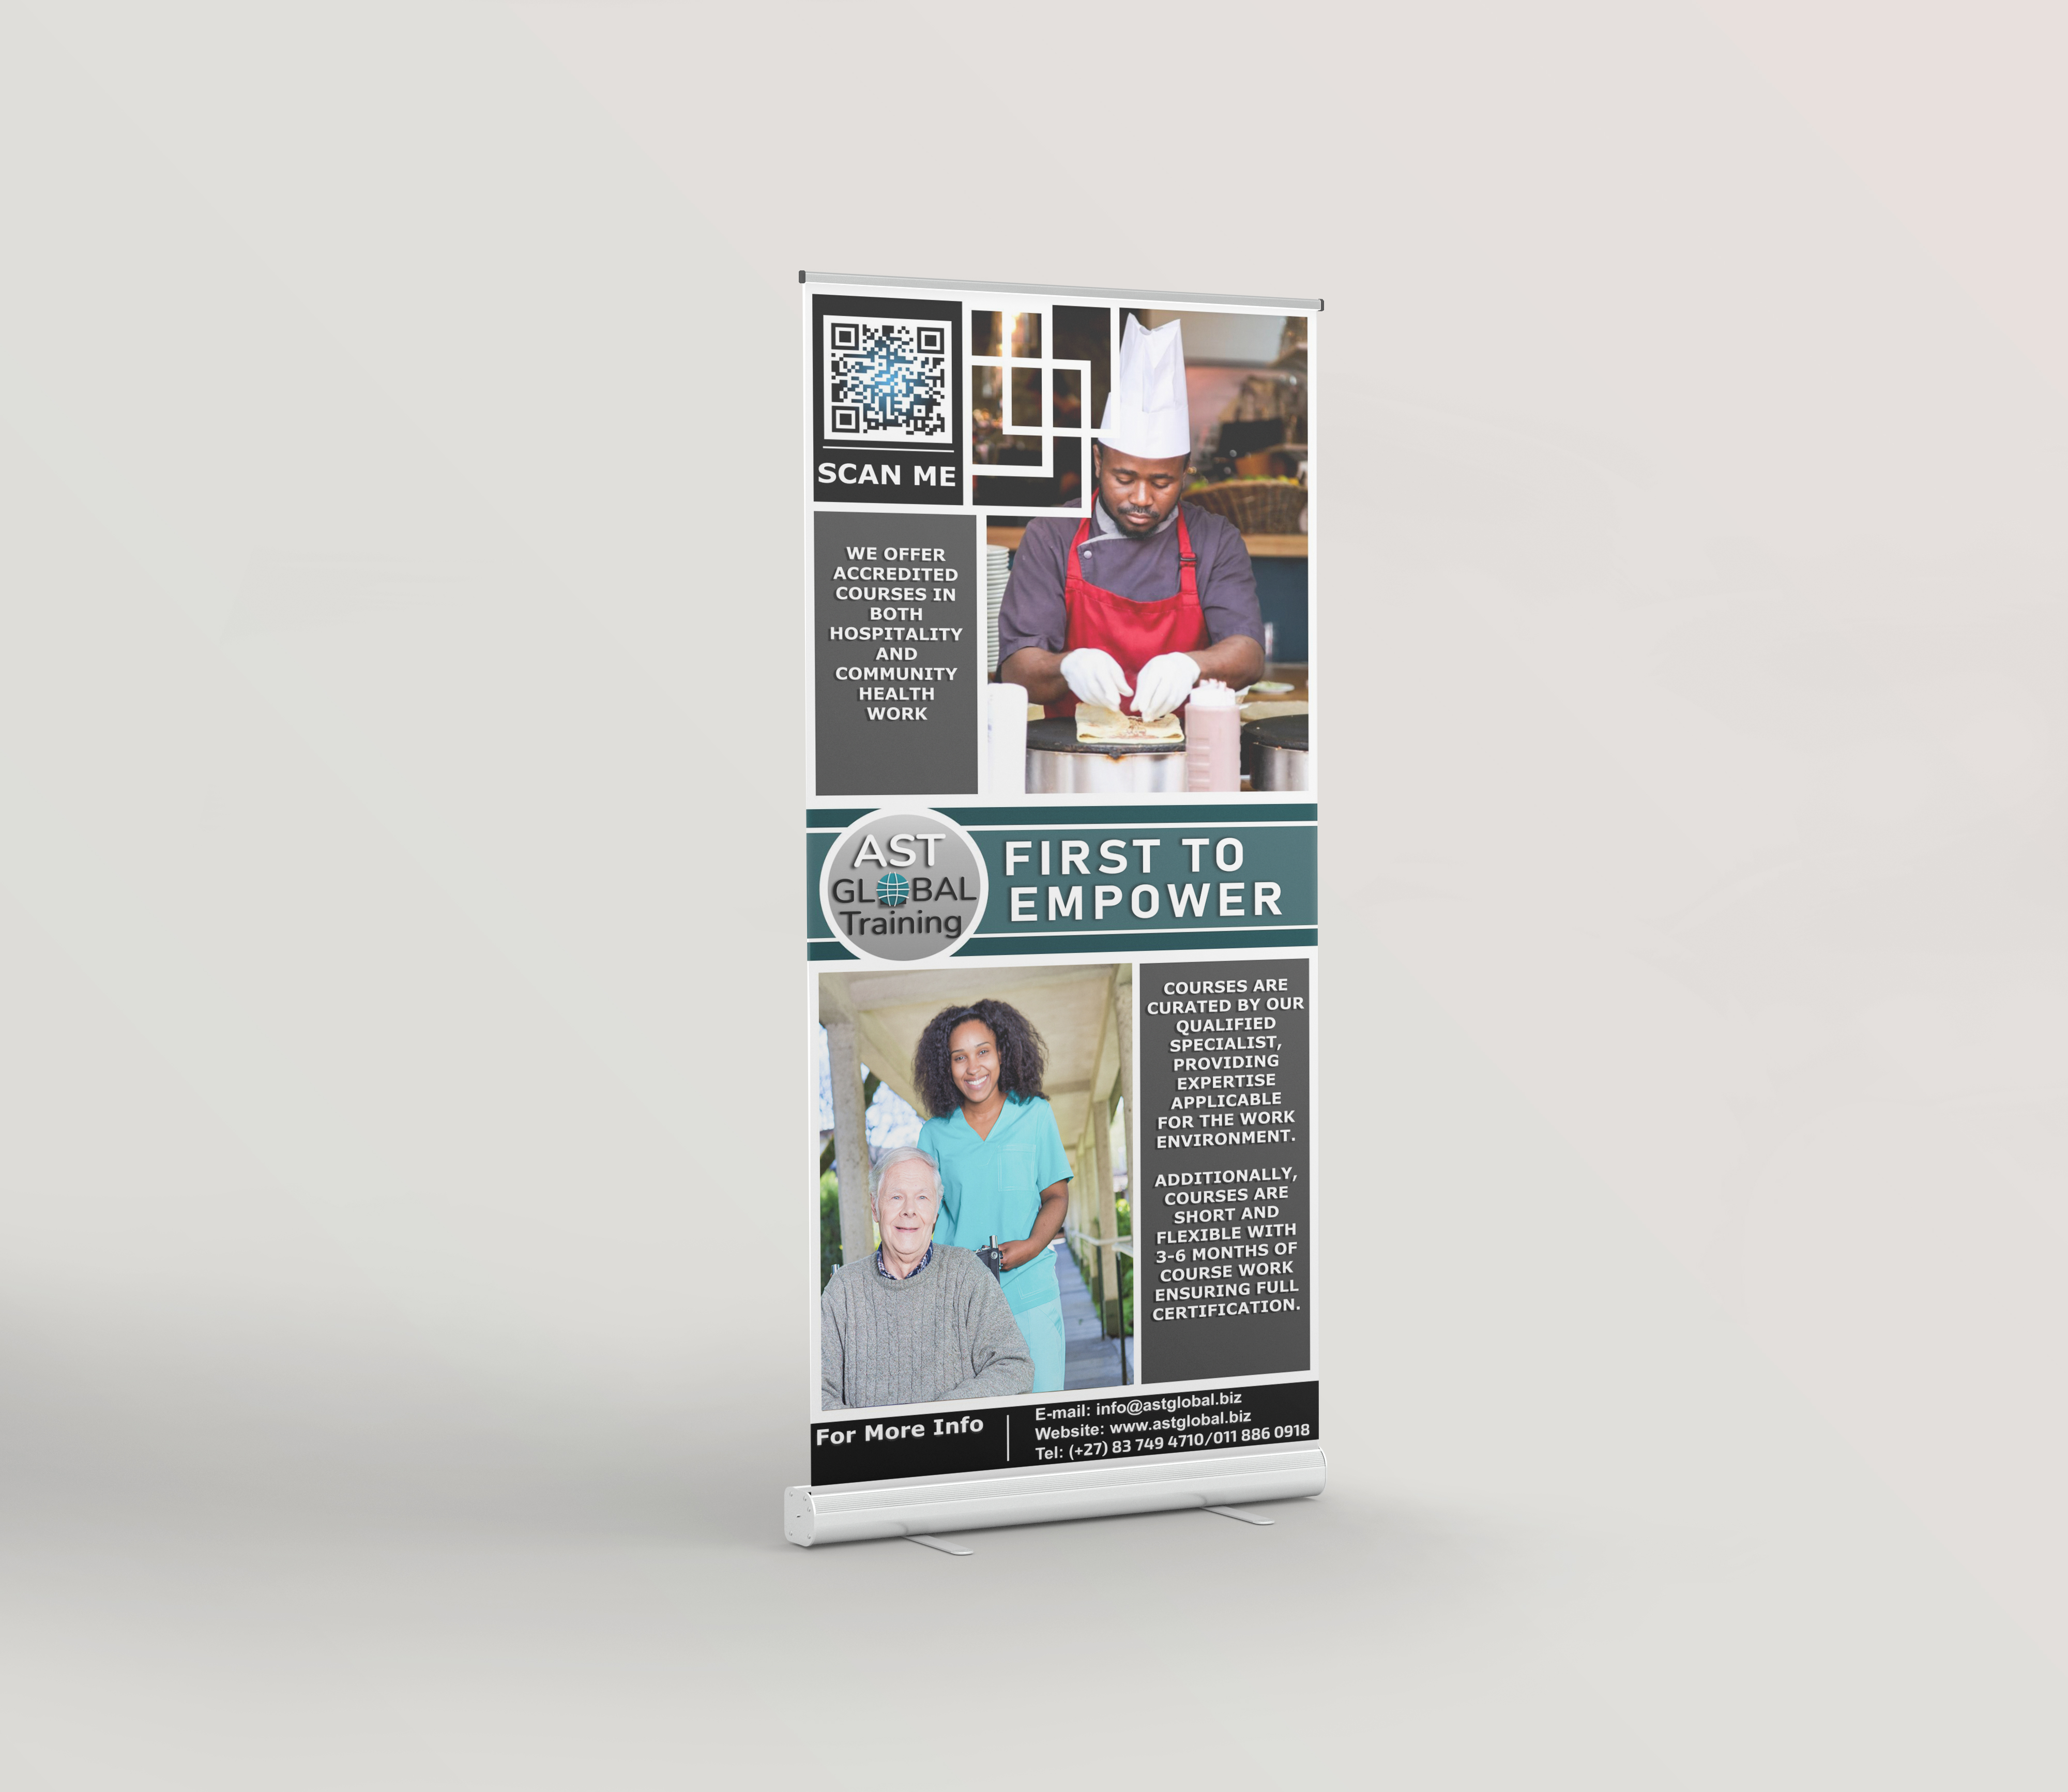 SCAN ME
WE OFFER
ACCREDITED
COURSES IN
BOTH
HOSPITALITY
AND
COMMUNITY
HEALTH
WORK
AST
GLOBAL
Training
FIRST TO
EMPOWER
COURSES ARE
CURATED BY OUR
QUALIFIED
SPECIALIST,
PROVIDING
EXPERTISE
APPLICABLE
FOR THE WORK
ENVIRONMENT.
ADDITIONALLY,
COURSES ARE
SHORT AND
FLEXIBLE WITH
3-6 MONTHS OF
COURSE WORK
ENSURING FULL
CERTIFICATION.
For More Info
E-mail: info@astglobal.biz
Website: www.astglobal.biz
Tel: (+27) 83 749 4710/011 886 0918